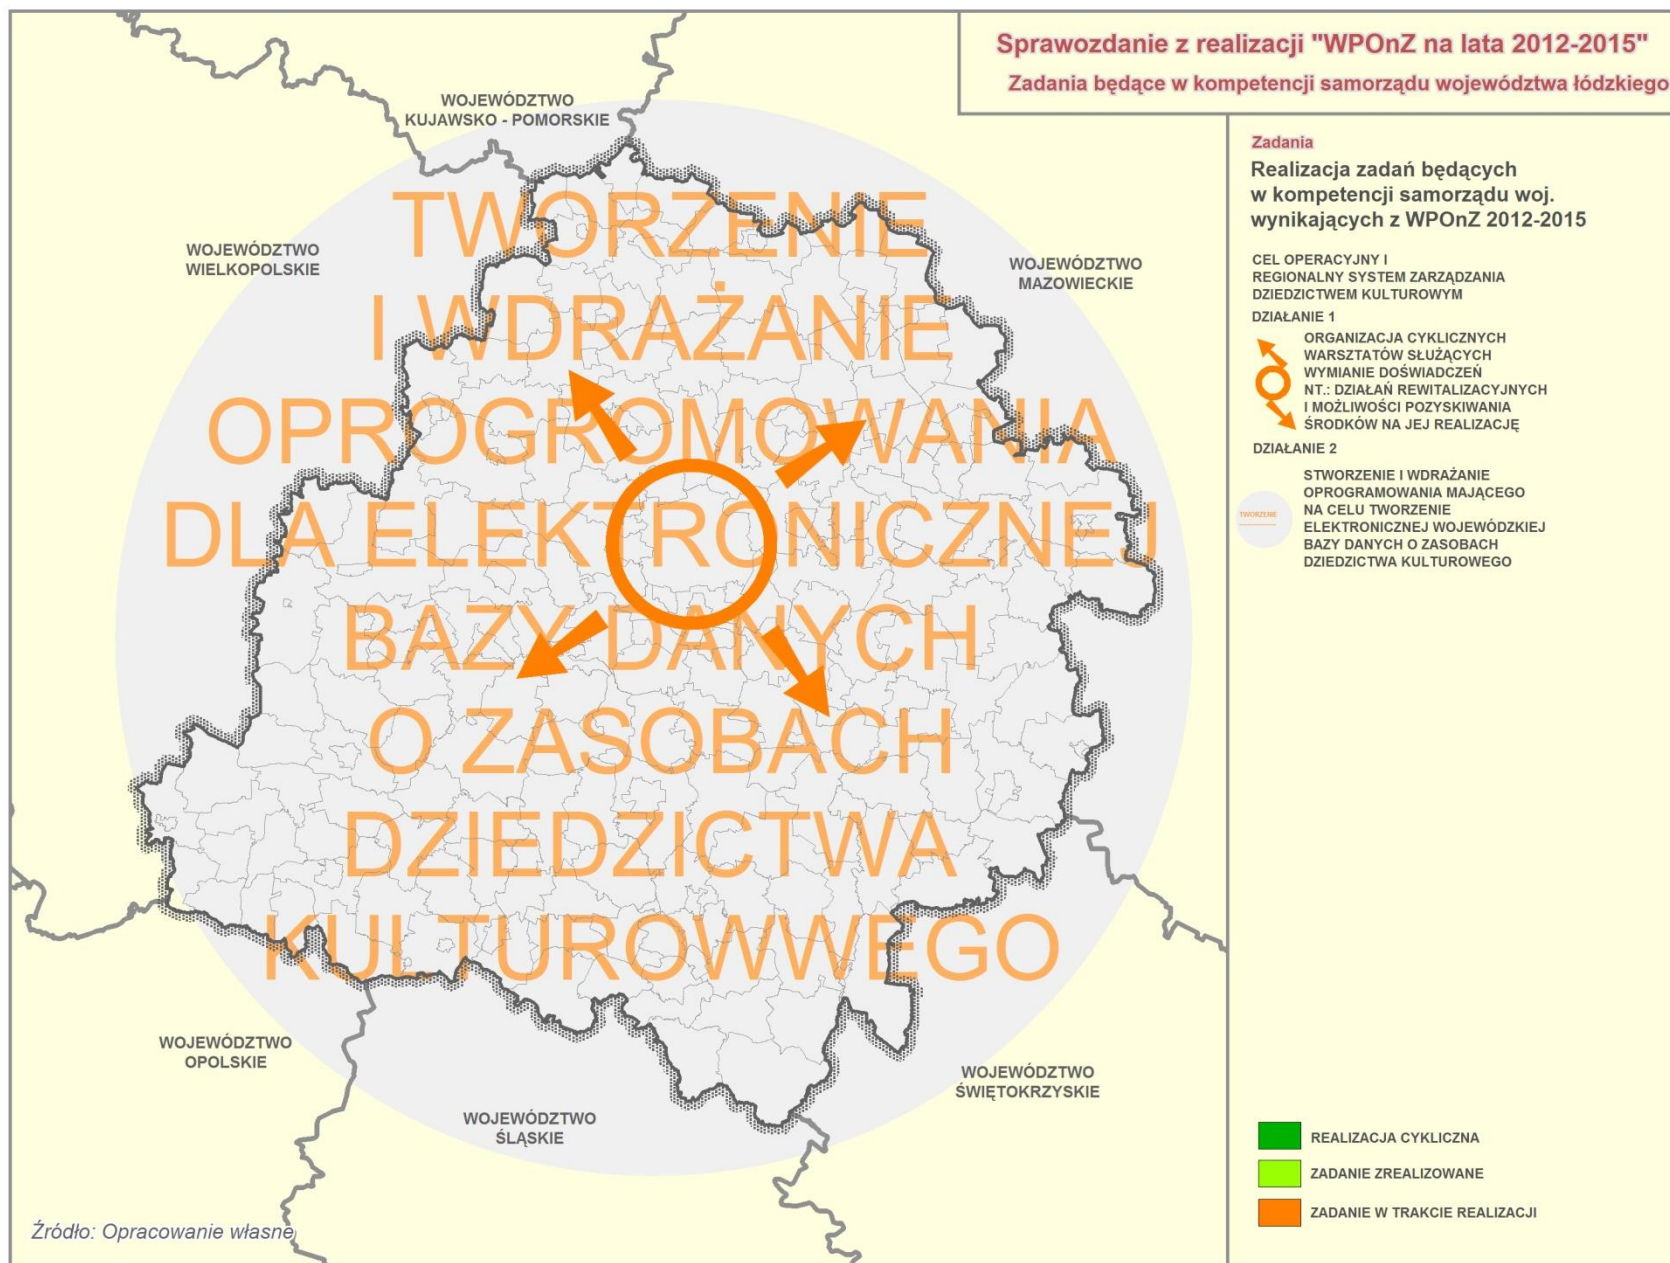 Sprawozdanie z realizacji "WPOnZ na lata 2012-2015"
Zadania będące w kompetencji samorządu województwa łódzkiego
WOJEWÓDZTWO
KUJAWSKO - POMORSKIE
WOJEWÓDZTWO
WIELKOPOLSKIE
WOJEWÓDZTWO
MAZOWIECKIE
TWORZENIE
I WDRAŻANIE
OPROGROMOWANIA
DLA ELEKTRONICZNEJ
BAZY DANYCH
O ZASOBACH
DZIEDZICTWA
KULTUROWWEGO
WOJEWÓDZTWO
OPOLSKIE
WOJEWÓDZTWO
ŚLĄSKIE
WOJEWÓDZTWO
ŚWIĘTOKRZYSKIE
Źródło: Opracowanie własne
Zadania
Realizacja zadań będących
w kompetencji samorządu woj.
wynikających z WPOnZ 2012-2015
CEL OPERACYJNY I
REGIONALNY SYSTEM ZARZĄDZANIA
DZIEDZICTWEM KULTUROWYM
DZIAŁANIE 1
ORGANIZACJA CYKLICZNYCH
WARSZTATÓW SŁUŻĄCYCH
WYMIANIE DOŚWIADCZEŃ
NT.: DZIAŁAŃ REWITALIZACYJNYCH
I MOŻLIWOŚCI POZYSKIWANIA
ŚRODKÓW NA JEJ REALIZACJĘ
DZIAŁANIE 2
TWORZENIE
STWORZENIE I WDRAŻANIE
OPROGRAMOWANIA MAJĄCEGO
NA CELU TWORZENIE
ELEKTRONICZNEJ WOJEWÓDZKIEJ
BAZY DANYCH O ZASOBACH
DZIEDZICTWA KULTUROWEGO
REALIZACJA CYKLICZNA
ZADANIE ZREALIZOWANE
ZADANIE W TRAKCIE REALIZACJI